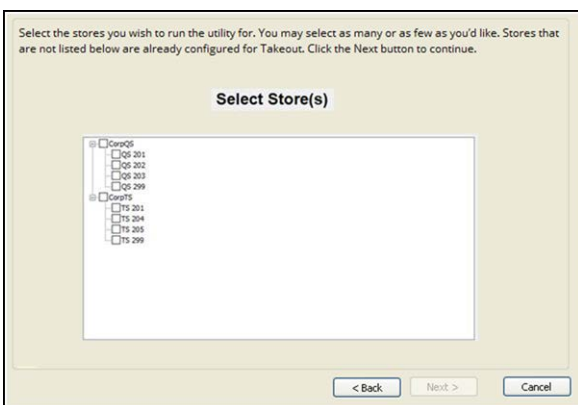 Select the stores you wish to run the utility for. You may select as many or as few as you'd like. Stores that
are not listed below are already configured for Takeout. Click the Next button to continue.
Select Store(s)
CorpQS
QS 201
QS 202
QS 203
QS 299
CorpTS
TS 201
TS 204
TS 205
TS 299
< Back Next > Cancel